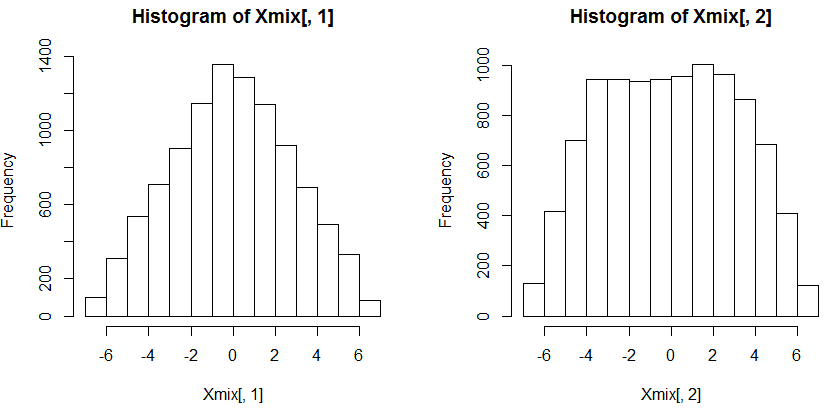 Histogram of Xmix[, 1]
Frequency
1400
1000
600
200
0
-6 -4 -2 0 2 4 6
Xmix[, 1]
Histogram of Xmix[, 2]
Frequency
1000
800
600
400
200
0
-6 -4 -2 0 2 4 6
Xmix[, 2]